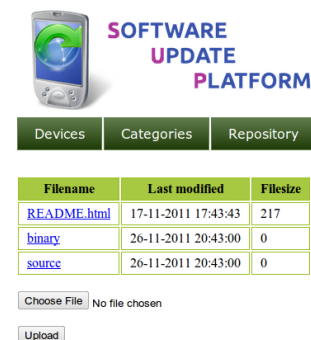 SOFTWARE
UPDATE
PLATFORM
Devices Categories Repository
Filename Last modified Filesize
README.html 17-11-2011 17:43:43 217
binary 26-11-2011 20:43:00 0
source 26-11-2011 20:43:00 0
Choose File No file chosen
Upload